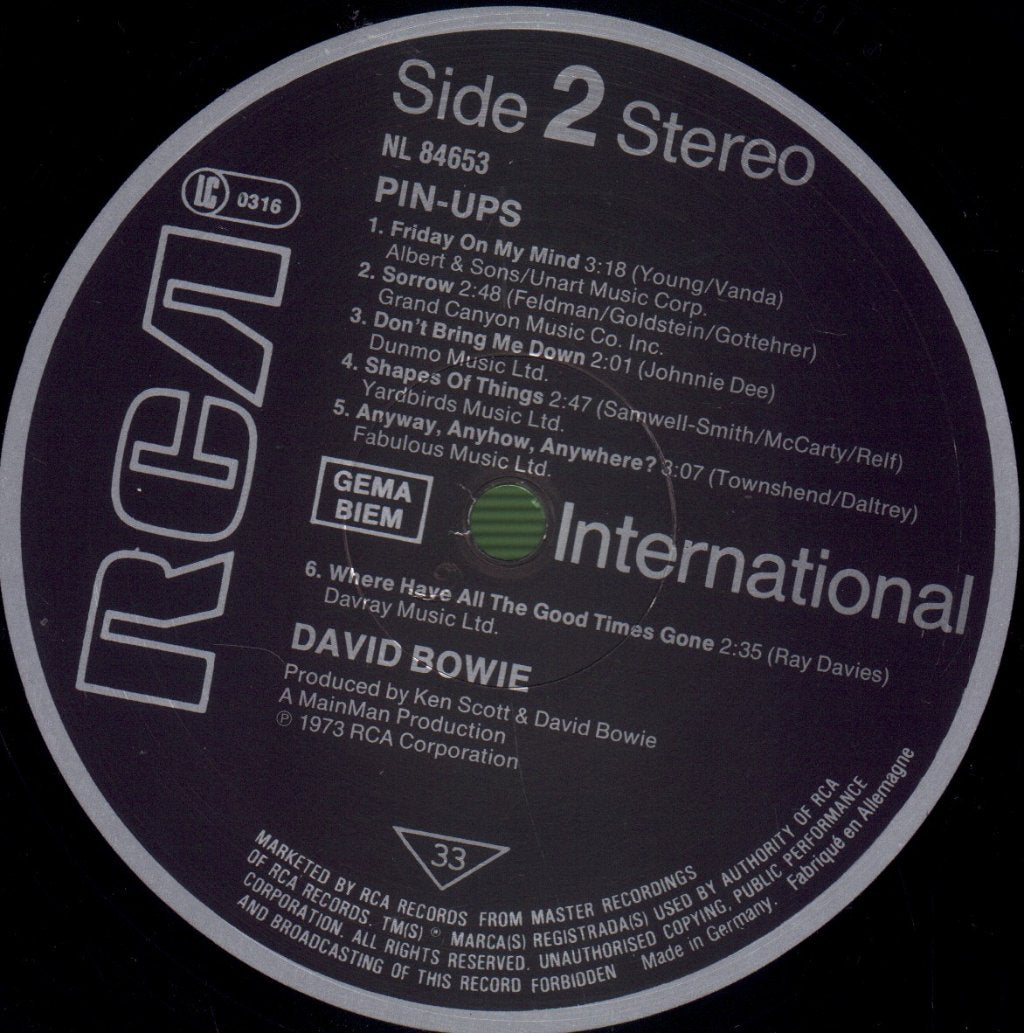 Side 2 Stereo
NL 84653
LC 0316
PIN-UPS
1. Friday On My Mind 3:18 (Young/Vanda)
Albert & Sons/Unart Music Corp.
2. Sorrow 2:48 (Feldman/Goldstein/Gottehrer)
Grand Canyon Music Co. Inc.
3. Don't Bring Me Down 2:01 (Johnnie Dee)
Dunmo Music Ltd.
4. Shapes Of Things 2:47 (Samwell-Smith/McCarty/Relf)
Yardbirds Music Ltd.
5. Anyway, Anyhow, Anywhere? 3:07 (Townshend/Daltrey)
Fabulous Music Ltd.
RCA
GEMA
BIEM
International
6. Where Have All The Good Times Gone 2:35 (Ray Davies)
Davray Music Ltd.
DAVID BOWIE
Produced by Ken Scott & David Bowie
A MainMan Production
℗ 1973 RCA Corporation
33
MARKETED BY RCA RECORDS FROM MASTER RECORDINGS
OF RCA RECORDS. TM(S) ® MARCA(S) REGISTRADA(S) USED BY AUTHORITY OF RCA
CORPORATION. ALL RIGHTS RESERVED. UNAUTHORISED COPYING, PUBLIC PERFORMANCE
AND BROADCASTING OF THIS RECORD FORBIDDEN Made in Germany. Fabriqué en Allemagne